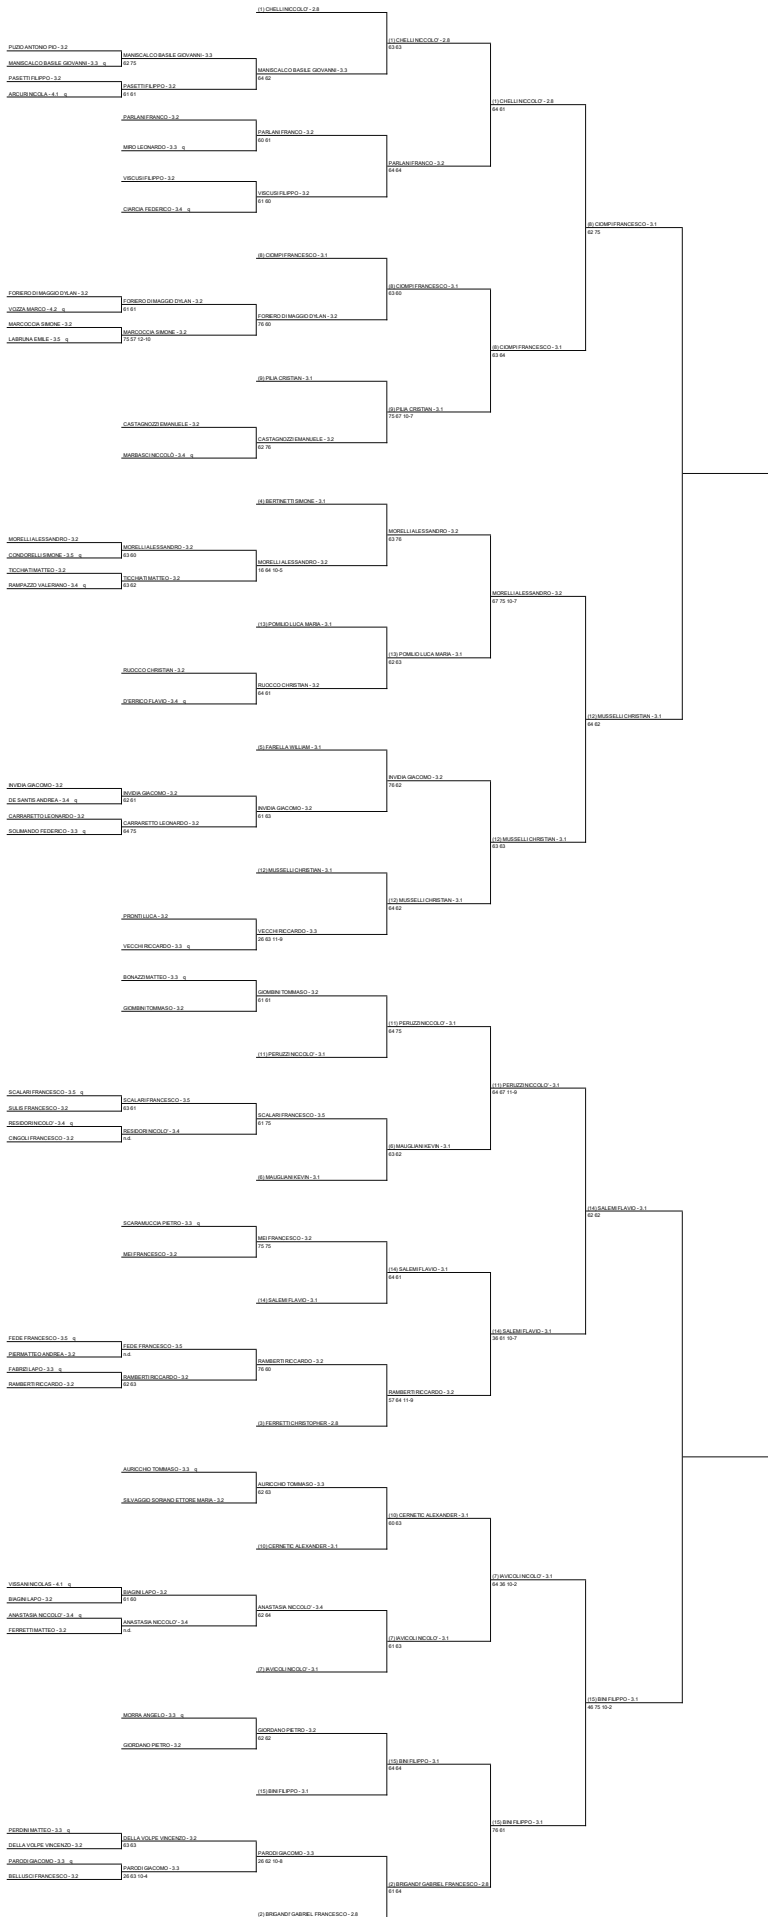 (1) CHELLI NICCOLO' - 2.8
(1) CHELLI NICCOLO' - 2.8
63 63
PUZIO ANTONIO PIO - 3.2
MANISCALCO BASILE GIOVANNI - 3.3
62 75
MANISCALCO BASILE GIOVANNI - 3.3 q
MANISCALCO BASILE GIOVANNI - 3.3
64 62
PASETTI FILIPPO - 3.2
PASETTI FILIPPO - 3.2
61 61
ARCURI NICOLA - 4.1 q
(1) CHELLI NICCOLO' - 2.8
64 61
PARLANI FRANCO - 3.2
PARLANI FRANCO - 3.2
60 61
MIRO LEONARDO - 3.3 q
PARLANI FRANCO - 3.2
64 64
VISCUSI FILIPPO - 3.2
VISCUSI FILIPPO - 3.2
61 60
CIARCIA FEDERICO - 3.4 q
(8) CIOMPI FRANCESCO - 3.1
62 75
(8) CIOMPI FRANCESCO - 3.1
(8) CIOMPI FRANCESCO - 3.1
63 60
FORIERO DI MAGGIO DYLAN - 3.2
FORIERO DI MAGGIO DYLAN - 3.2
61 61
VOZZA MARCO - 4.2 q
FORIERO DI MAGGIO DYLAN - 3.2
76 60
MARCOCCIA SIMONE - 3.2
MARCOCCIA SIMONE - 3.2
75 57 12-10
LABRUNA EMILE - 3.5 q
(8) CIOMPI FRANCESCO - 3.1
63 64
(9) PILIA CRISTIAN - 3.1
(9) PILIA CRISTIAN - 3.1
75 67 10-7
CASTAGNOZZI EMANUELE - 3.2
CASTAGNOZZI EMANUELE - 3.2
62 76
MARBASCI NICCOLÒ - 3.4 q
(4) BERTINETTI SIMONE - 3.1
MORELLI ALESSANDRO - 3.2
63 76
MORELLI ALESSANDRO - 3.2
MORELLI ALESSANDRO - 3.2
63 60
CONDORELLI SIMONE - 3.5 q
MORELLI ALESSANDRO - 3.2
16 64 10-5
TICCHIATI MATTEO - 3.2
TICCHIATI MATTEO - 3.2
63 62
RAMPAZZO VALERIANO - 3.4 q
MORELLI ALESSANDRO - 3.2
67 75 10-7
(13) POMILIO LUCA MARIA - 3.1
(13) POMILIO LUCA MARIA - 3.1
62 63
RUOCCO CHRISTIAN - 3.2
RUOCCO CHRISTIAN - 3.2
64 61
D'ERRICO FLAVIO - 3.4 q
(12) MUSSELLI CHRISTIAN - 3.1
64 62
(5) FARELLA WILLIAM - 3.1
INVIDIA GIACOMO - 3.2
76 62
INVIDIA GIACOMO - 3.2
INVIDIA GIACOMO - 3.2
62 61
DE SANTIS ANDREA - 3.4 q
INVIDIA GIACOMO - 3.2
61 63
CARRARETTO LEONARDO - 3.2
CARRARETTO LEONARDO - 3.2
64 75
SOLIMANDO FEDERICO - 3.3 q
(12) MUSSELLI CHRISTIAN - 3.1
63 63
(12) MUSSELLI CHRISTIAN - 3.1
(12) MUSSELLI CHRISTIAN - 3.1
64 62
PRONTI LUCA - 3.2
VECCHI RICCARDO - 3.3
26 63 11-9
VECCHI RICCARDO - 3.3 q
BONAZZI MATTEO - 3.3 q
GIOMBINI TOMMASO - 3.2
61 61
GIOMBINI TOMMASO - 3.2
(11) PERUZZI NICCOLO' - 3.1
64 75
(11) PERUZZI NICCOLO' - 3.1
(11) PERUZZI NICCOLO' - 3.1
64 67 11-9
SCALARI FRANCESCO - 3.5 q
SCALARI FRANCESCO - 3.5
63 61
SULIS FRANCESCO - 3.2
SCALARI FRANCESCO - 3.5
61 75
RESIDORI NICOLO' - 3.4 q
RESIDORI NICOLO' - 3.4
n.d.
CINGOLI FRANCESCO - 3.2
(6) MAUGLIANI KEVIN - 3.1
63 62
(6) MAUGLIANI KEVIN - 3.1
(14) SALEMI FLAVIO - 3.1
62 62
SCARAMUCCIA PIETRO - 3.3 q
MEI FRANCESCO - 3.2
75 75
MEI FRANCESCO - 3.2
(14) SALEMI FLAVIO - 3.1
64 61
(14) SALEMI FLAVIO - 3.1
(14) SALEMI FLAVIO - 3.1
36 61 10-7
FEDE FRANCESCO - 3.5 q
FEDE FRANCESCO - 3.5
n.d.
PIERMATTEO ANDREA - 3.2
RAMBERTI RICCARDO - 3.2
76 60
FABRIZI LAPO - 3.3 q
RAMBERTI RICCARDO - 3.2
62 63
RAMBERTI RICCARDO - 3.2
RAMBERTI RICCARDO - 3.2
57 64 11-9
(3) FERRETTI CHRISTOPHER - 2.8
AURICCHIO TOMMASO - 3.3 q
AURICCHIO TOMMASO - 3.3
62 63
SILVAGGIO SORIANO ETTORE MARIA - 3.2
(10) CERNETIC ALEXANDER - 3.1
60 63
(10) CERNETIC ALEXANDER - 3.1
(7) IAVICOLI NICOLO' - 3.1
64 36 10-2
VISSANI NICOLAS - 4.1 q
BIAGINI LAPO - 3.2
61 60
BIAGINI LAPO - 3.2
ANASTASIA NICCOLO' - 3.4
62 64
ANASTASIA NICCOLO' - 3.4 q
ANASTASIA NICCOLO' - 3.4
n.d.
FERRETTI MATTEO - 3.2
(7) IAVICOLI NICOLO' - 3.1
61 63
(7) IAVICOLI NICOLO' - 3.1
(15) BINI FILIPPO - 3.1
46 75 10-2
MORRA ANGELO - 3.3 q
GIORDANO PIETRO - 3.2
62 62
GIORDANO PIETRO - 3.2
(15) BINI FILIPPO - 3.1
64 64
(15) BINI FILIPPO - 3.1
(15) BINI FILIPPO - 3.1
76 61
PERDINI MATTEO - 3.3 q
DELLA VOLPE VINCENZO - 3.2
63 63
DELLA VOLPE VINCENZO - 3.2
PARODI GIACOMO - 3.3
26 62 10-8
PARODI GIACOMO - 3.3 q
PARODI GIACOMO - 3.3
26 63 10-4
BELLUSCI FRANCESCO - 3.2
(2) BRIGANDI' GABRIEL FRANCESCO - 2.8
61 64
(2) BRIGANDI' GABRIEL FRANCESCO - 2.8